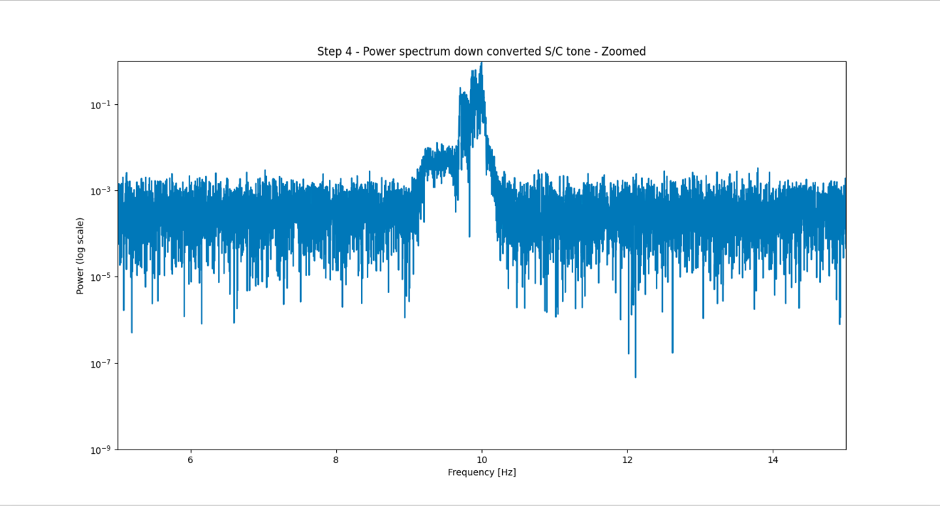 Step 4 - Power spectrum down converted S/C tone - Zoomed
10⁻¹
10⁻³
10⁻⁵
10⁻⁷
10⁻⁹
Power (log scale)
6 8 10 12 14
Frequency [Hz]